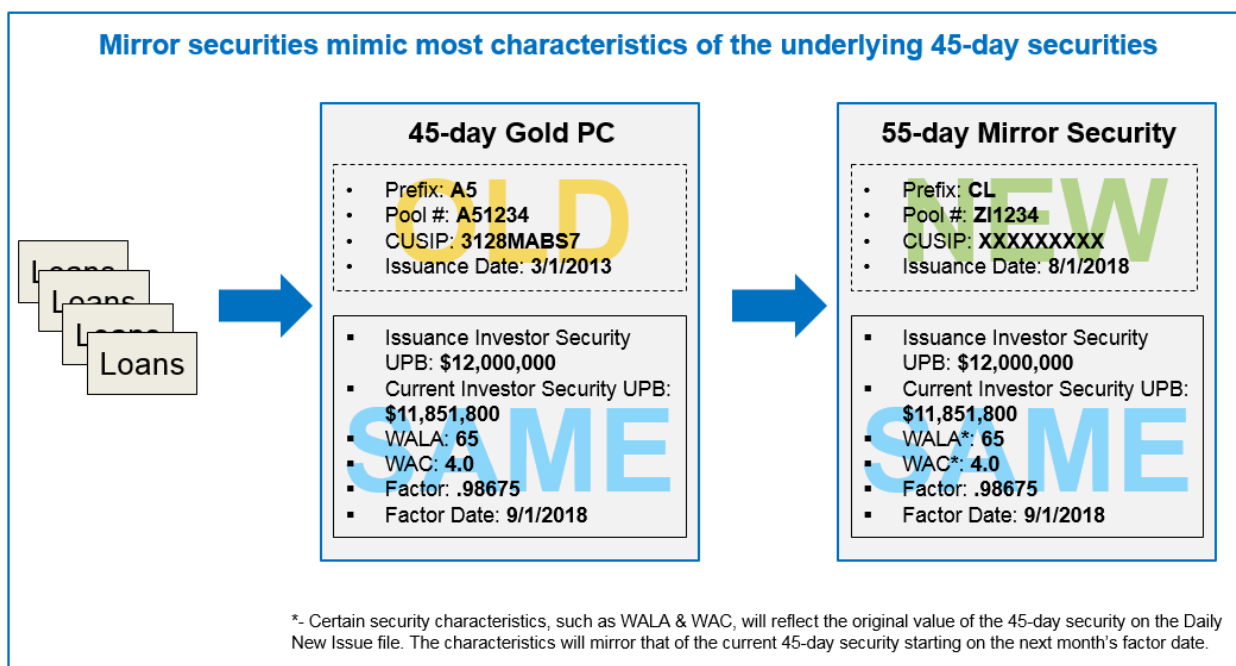 Mirror securities mimic most characteristics of the underlying 45-day securities
Loans
Loans
Loans
Loans
45-day Gold PC
OLD
• Prefix: A5
• Pool #: A51234
• CUSIP: 3128MABS7
• Issuance Date: 3/1/2013
SAME
▪ Issuance Investor Security
UPB: $12,000,000
▪ Current Investor Security UPB:
$11,851,800
▪ WALA: 65
▪ WAC: 4.0
▪ Factor: .98675
▪ Factor Date: 9/1/2018
55-day Mirror Security
NEW
• Prefix: CL
• Pool #: ZI1234
• CUSIP: XXXXXXXXX
• Issuance Date: 8/1/2018
SAME
▪ Issuance Investor Security
UPB: $12,000,000
▪ Current Investor Security UPB:
$11,851,800
▪ WALA*: 65
▪ WAC*: 4.0
▪ Factor: .98675
▪ Factor Date: 9/1/2018
*- Certain security characteristics, such as WALA & WAC, will reflect the original value of the 45-day security on the Daily
New Issue file. The characteristics will mirror that of the current 45-day security starting on the next month's factor date.